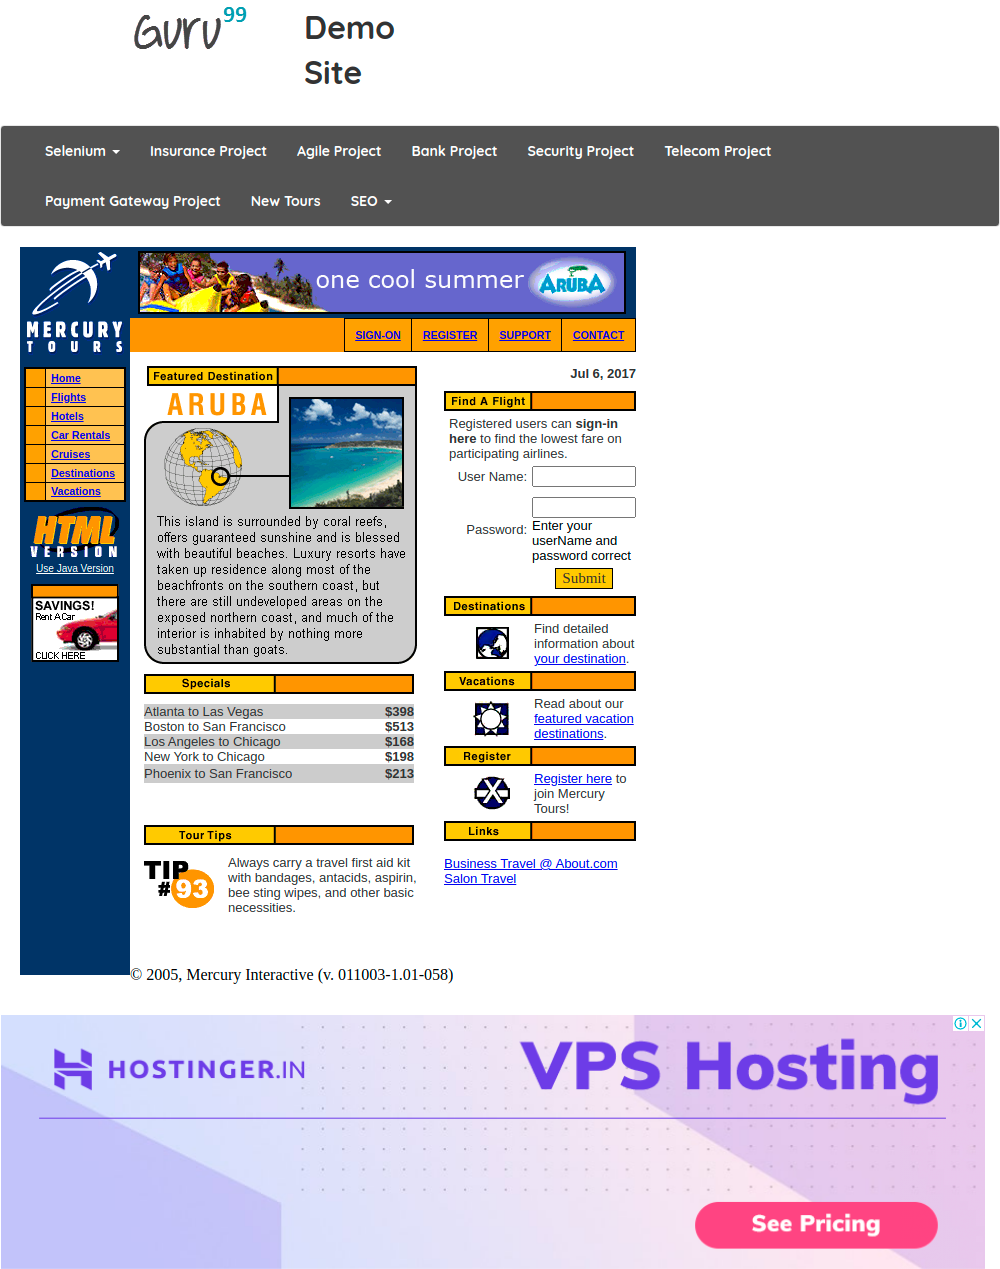 Guru99
Demo
Site
Selenium
Insurance Project
Agile Project
Bank Project
Security Project
Telecom Project
Payment Gateway Project
New Tours
SEO
MERCURY
TOURS
one cool summer
ARUBA
SIGN-ON
REGISTER
SUPPORT
CONTACT
Home
Flights
Hotels
Car Rentals
Cruises
Destinations
Vacations
HTML
VERSION
Use Java Version
SAVINGS!
Rent A Car
CLICK HERE
Featured Destination
ARUBA
This island is surrounded by coral reefs,
offers guaranteed sunshine and is blessed
with beautiful beaches. Luxury resorts have
taken up residence along most of the
beachfronts on the southern coast, but
there are still undeveloped areas on the
exposed northern coast, and much of the
interior is inhabited by nothing more
substantial than goats.
Specials
Atlanta to Las Vegas $398
Boston to San Francisco $513
Los Angeles to Chicago $168
New York to Chicago $198
Phoenix to San Francisco $213
Tour Tips
TIP
#93
Always carry a travel first aid kit
with bandages, antacids, aspirin,
bee sting wipes, and other basic
necessities.
Jul 6, 2017
Find A Flight
Registered users can sign-in
here to find the lowest fare on
participating airlines.
User Name:
Password:
Enter your
userName and
password correct
Submit
Destinations
Find detailed
information about
your destination.
Vacations
Read about our
featured vacation
destinations.
Register
Register here to
join Mercury
Tours!
Links
Business Travel @ About.com
Salon Travel
© 2005, Mercury Interactive (v. 011003-1.01-058)
HOSTINGER.IN
VPS Hosting
See Pricing